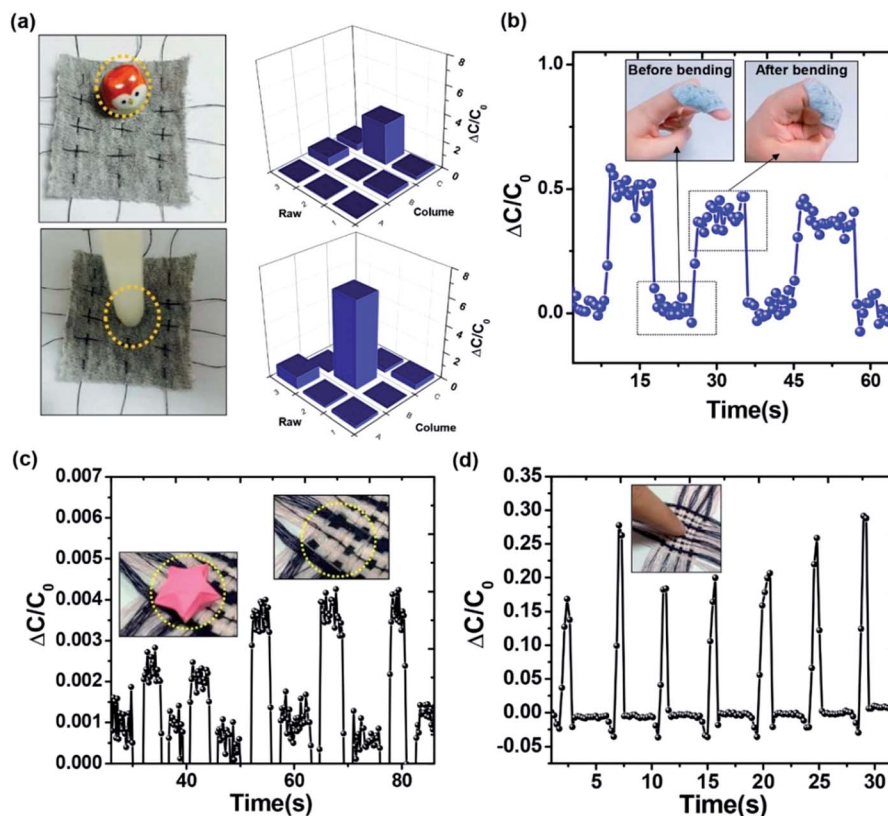 (a)
8
6
4
2
0
ΔC/C0
3
2
1
Raw
A
B
C
Colume
8
6
4
2
0
ΔC/C0
3
2
1
Raw
A
B
C
Colume
(b)
1.0
0.5
0.0
ΔC/C0
Before bending
After bending
15 30 45 60
Time(s)
(c)
0.007
0.006
0.005
0.004
0.003
0.002
0.001
0.000
ΔC/C0
40 60 80
Time(s)
(d)
0.35
0.30
0.25
0.20
0.15
0.10
0.05
0.00
-0.05
ΔC/C0
5 10 15 20 25 30
Time(s)